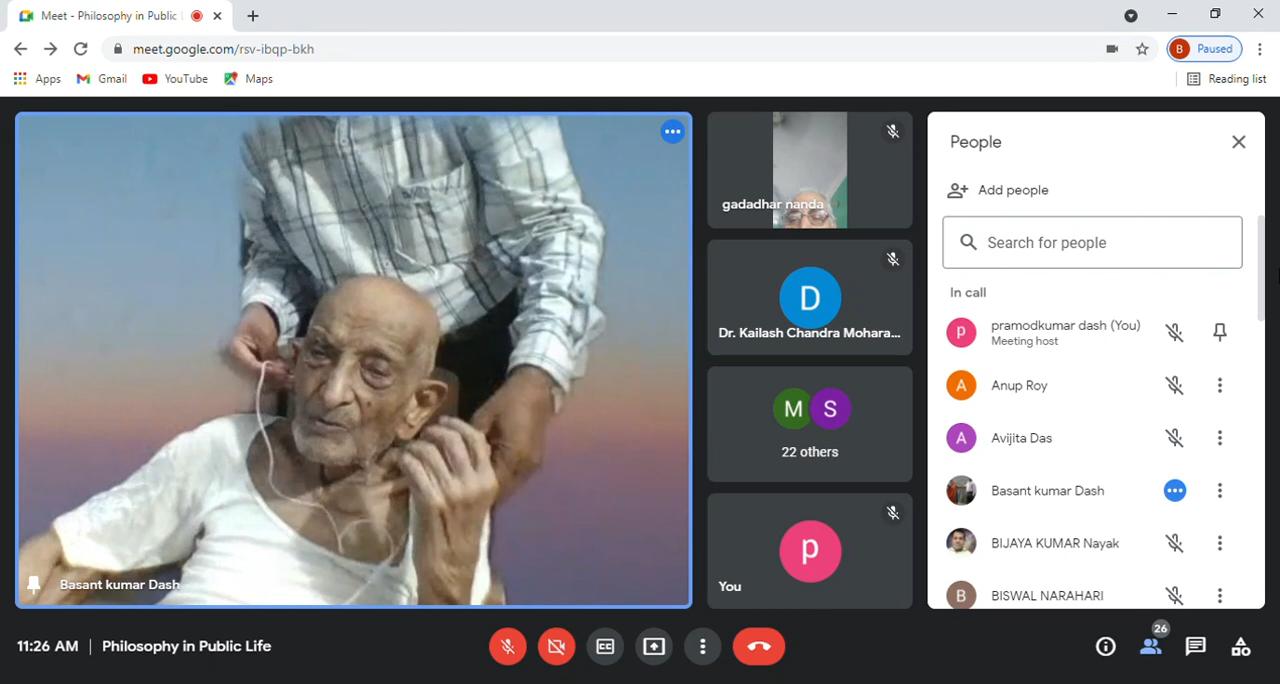 Meet - Philosophy in Public
meet.google.com/rsv-ibqp-bkh
B Paused
Apps Gmail YouTube Maps
Reading list
gadadhar nanda
D
Dr. Kailash Chandra Mohara...
M S
22 others
p
You
Basant kumar Dash
People
Add people
Search for people
In call
p pramodkumar dash (You)
Meeting host
A Anup Roy
A Avijita Das
Basant kumar Dash
BIJAYA KUMAR Nayak
B BISWAL NARAHARI
11:26 AM | Philosophy in Public Life
CC
26